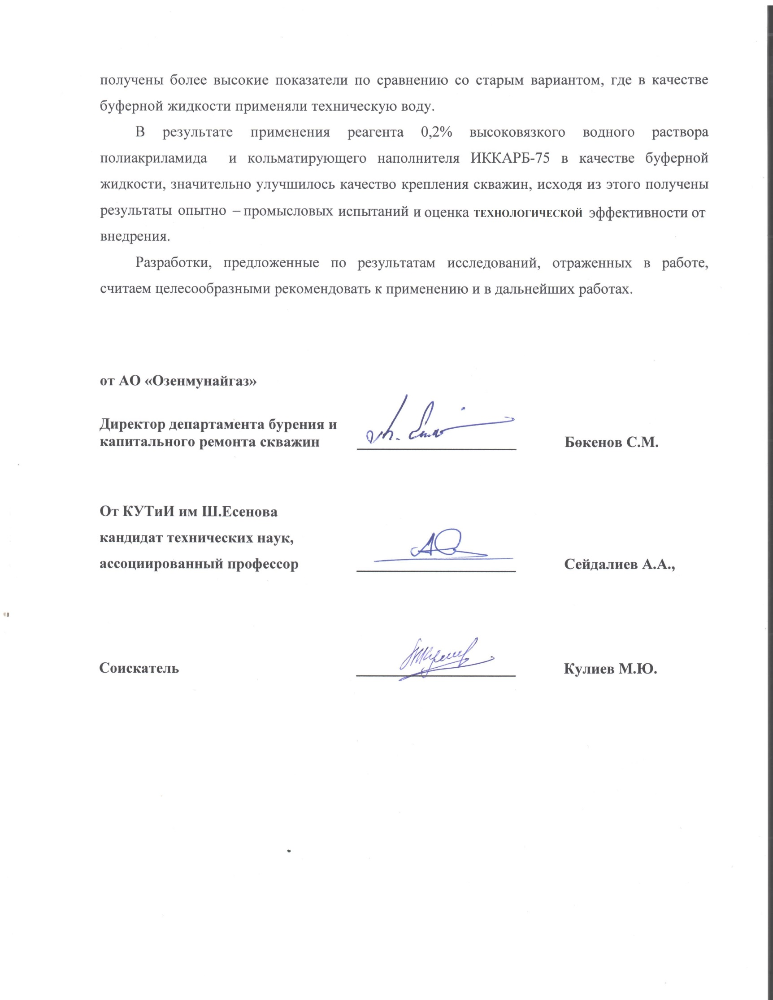 получены более высокие показатели по сравнению со старым вариантом, где в качестве
буферной жидкости применяли техническую воду.
В результате применения реагента 0,2% высоковязкого водного раствора
полиакриламида и кольматирующего наполнителя ИККАРБ-75 в качестве буферной
жидкости, значительно улучшилось качество крепления скважин, исходя из этого получены
результаты опытно – промысловых испытаний и оценка технологической эффективности от
внедрения.
Разработки, предложенные по результатам исследований, отраженных в работе,
считаем целесообразными рекомендовать к применению и в дальнейших работах.
от АО «Озенмунайгаз»
Директор департамента бурения и
капитального ремонта скважин Бөкенов С.М.
От КУТиИ им Ш.Есенова
кандидат технических наук,
ассоциированный профессор Сейдалиев А.А.,
Соискатель Кулиев М.Ю.